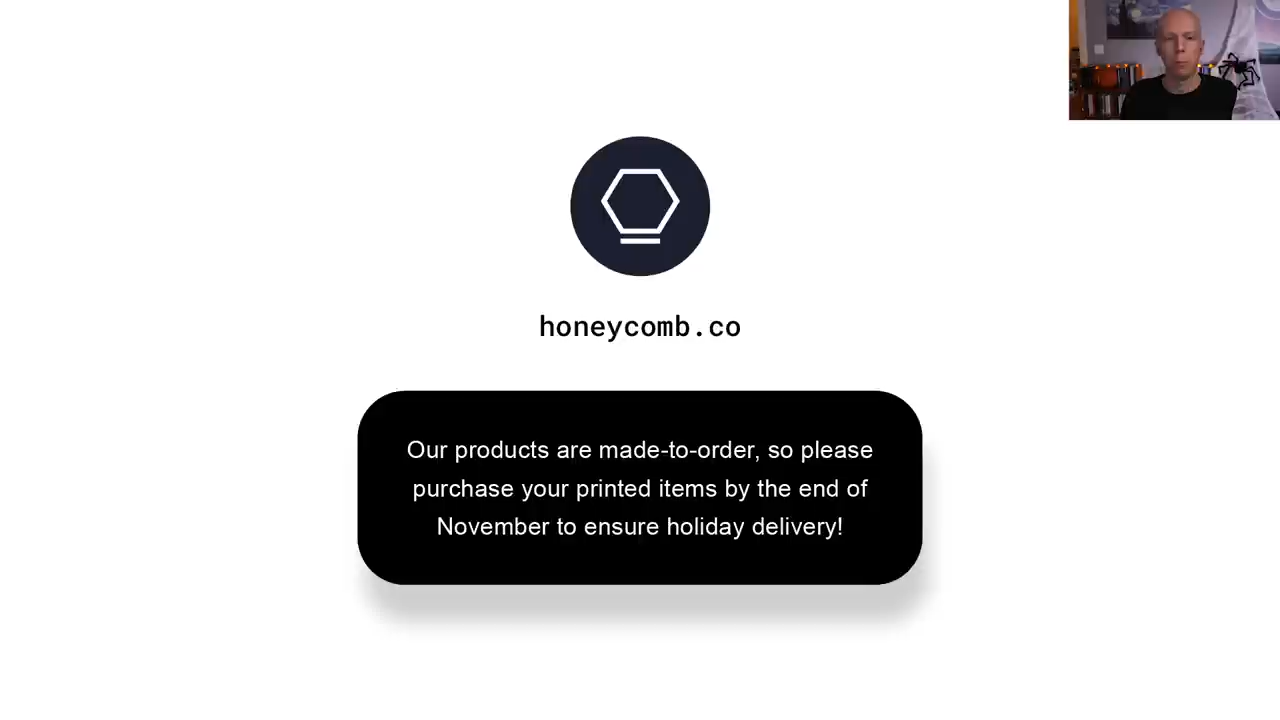 honeycomb.co
Our products are made-to-order, so please
purchase your printed items by the end of
November to ensure holiday delivery!